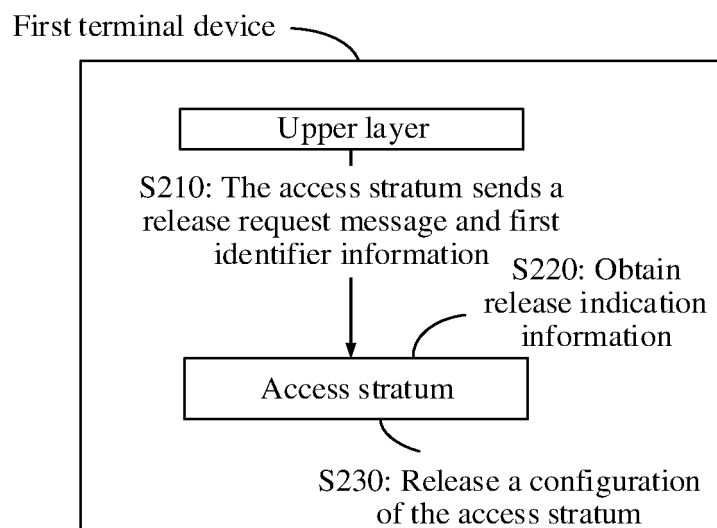 First terminal device
Upper layer
S210: The access stratum sends a
release request message and first
identifier information
S220: Obtain
release indication
information
Access stratum
S230: Release a configuration
of the access stratum